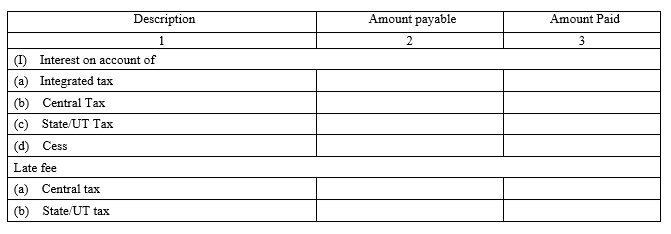 Description Amount payable Amount Paid
1 2 3
(I) Interest on account of
(a) Integrated tax
(b) Central Tax
(c) State/UT Tax
(d) Cess
Late fee
(a) Central tax
(b) State/UT tax